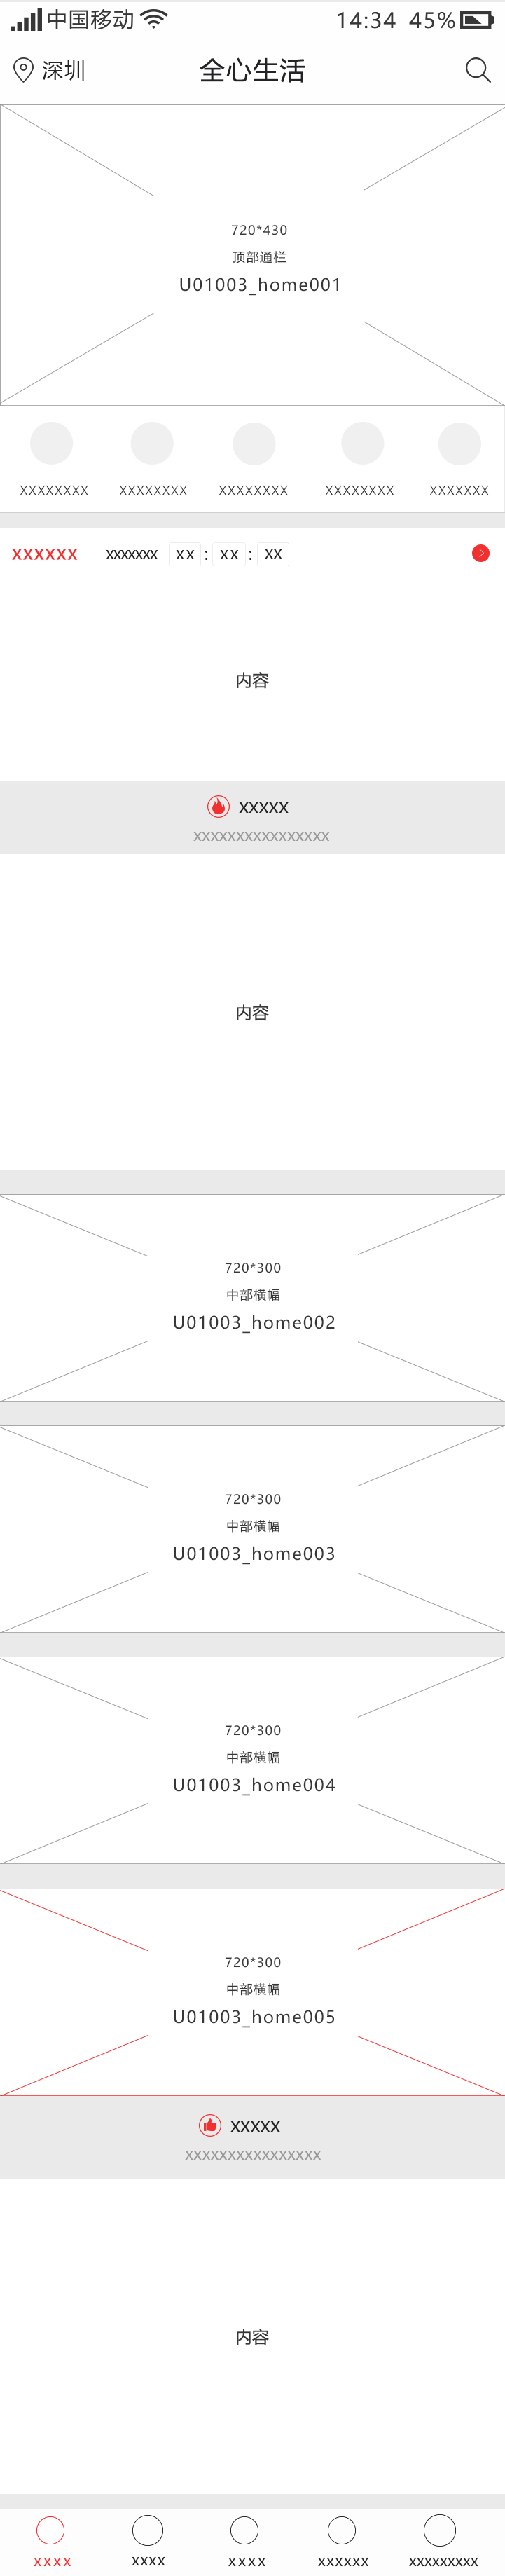 中国移动 14:34 45%
深圳 全心生活
720*430
顶部通栏
U01003_home001
XXXXXXXX XXXXXXXX XXXXXXXX XXXXXXXX XXXXXXX
XXXXXX XXXXXXX XX : XX : XX
内容
XXXXX
XXXXXXXXXXXXXXXX
内容
720*300
中部横幅
U01003_home002
720*300
中部横幅
U01003_home003
720*300
中部横幅
U01003_home004
720*300
中部横幅
U01003_home005
XXXXX
XXXXXXXXXXXXXXXX
内容
XXXX XXXX XXXX XXXXXX XXXXXXXXX